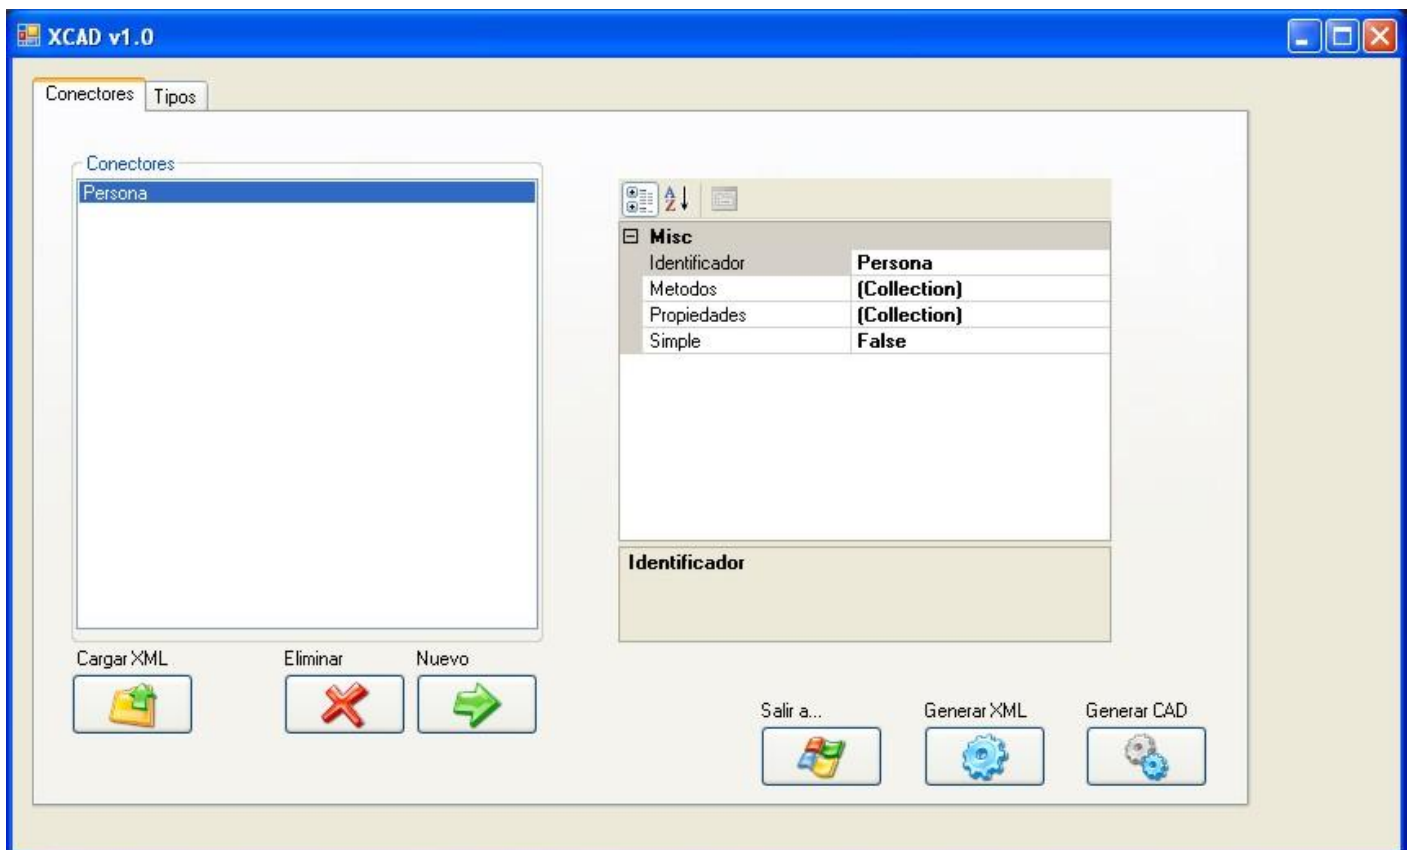 XCAD v1.0
Conectores Tipos
Conectores
Persona
Misc
Identificador Persona
Metodos (Collection)
Propiedades (Collection)
Simple False
Identificador
Cargar XML Eliminar Nuevo
Salir a... Generar XML Generar CAD